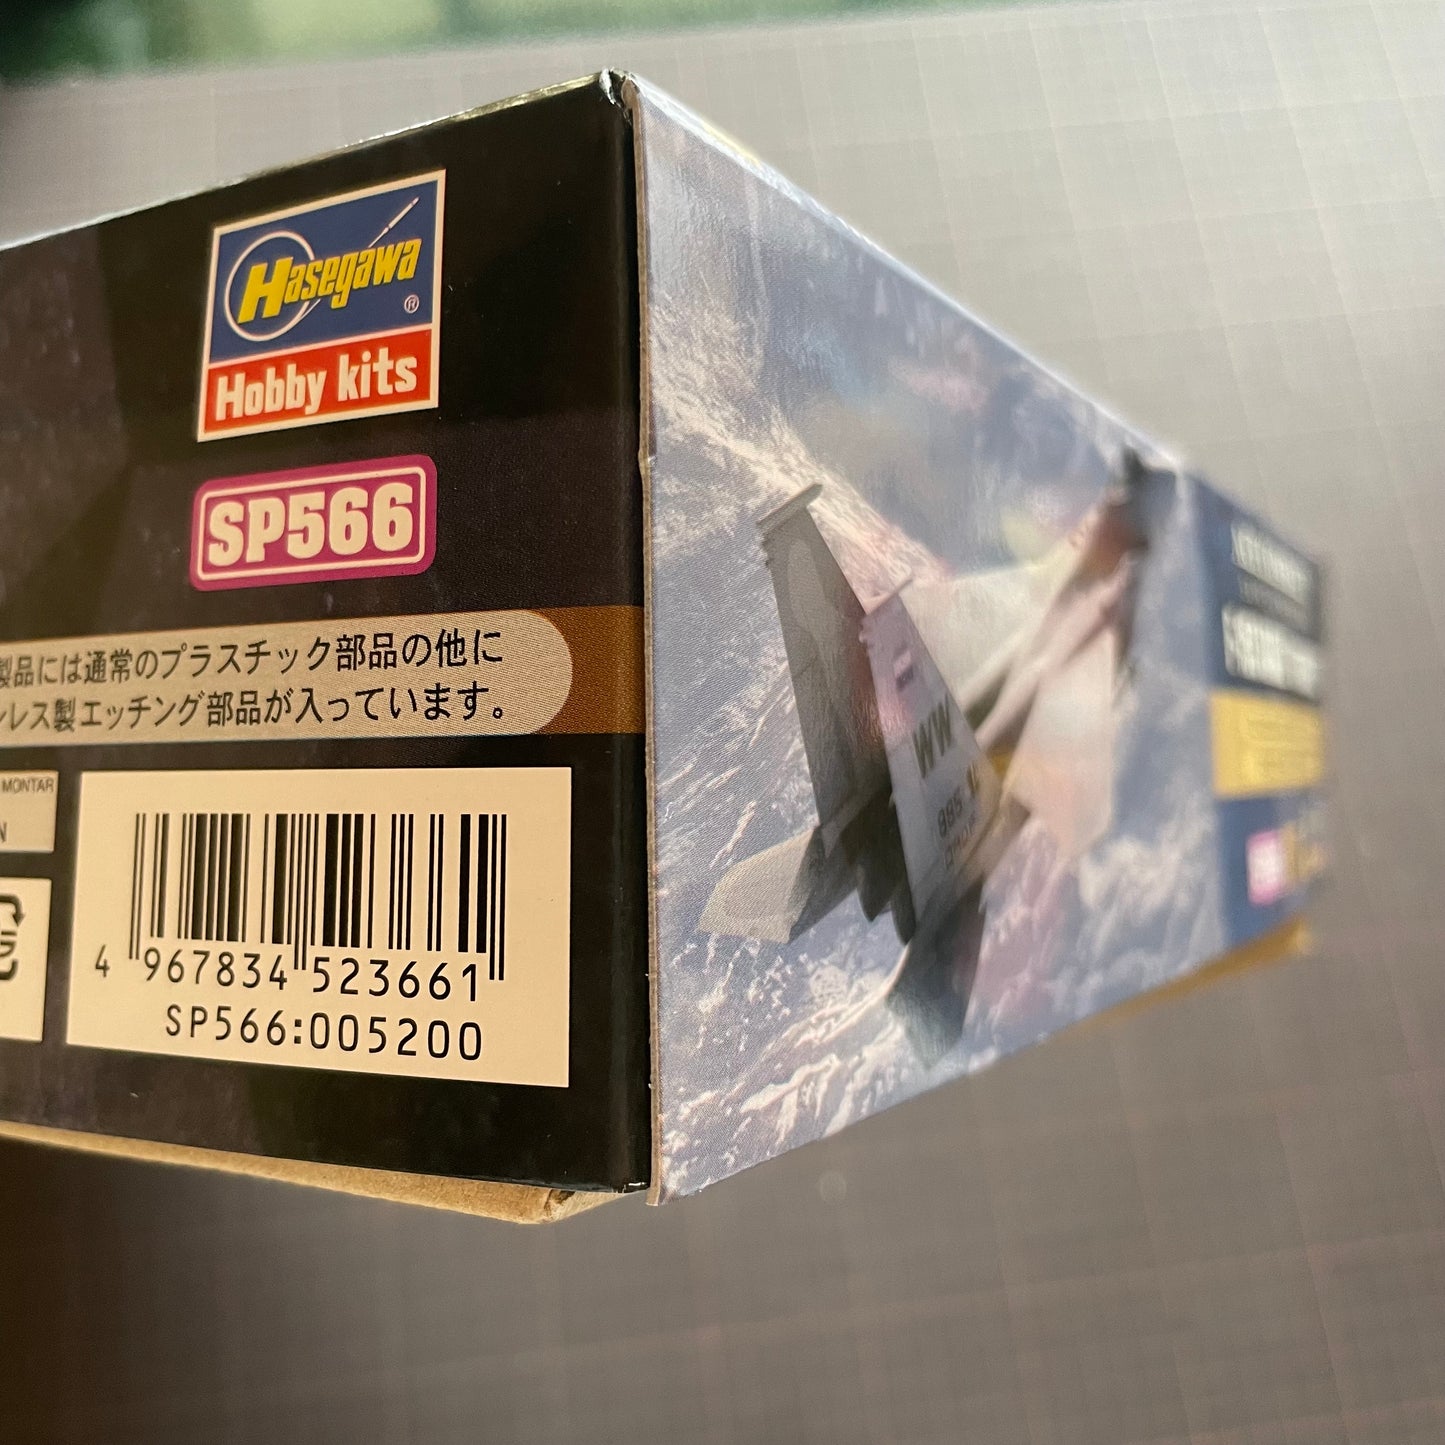 Hasegawa®
Hobby kits
SP566
製品には通常のプラスチック部品の他に
レス製エッチング部品が入っています。
MONTAR
4 967834 523661
SP566:005200
WW